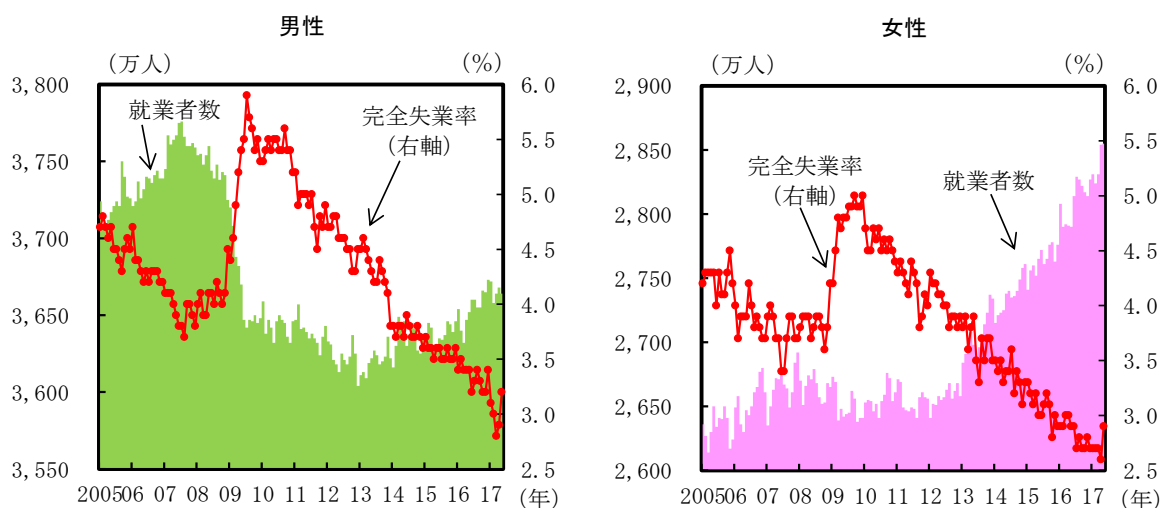 男性
（万人）
（%）
3,800
3,750
3,700
3,650
3,600
3,550
6.0
5.5
5.0
4.5
4.0
3.5
3.0
2.5
就業者数
完全失業率
（右軸）
2005 06 07 08 09 10 11 12 13 14 15 16 17
（年）
女性
（万人）
（%）
2,900
2,850
2,800
2,750
2,700
2,650
2,600
6.0
5.5
5.0
4.5
4.0
3.5
3.0
2.5
完全失業率
（右軸）
就業者数
2005 06 07 08 09 10 11 12 13 14 15 16 17
（年）